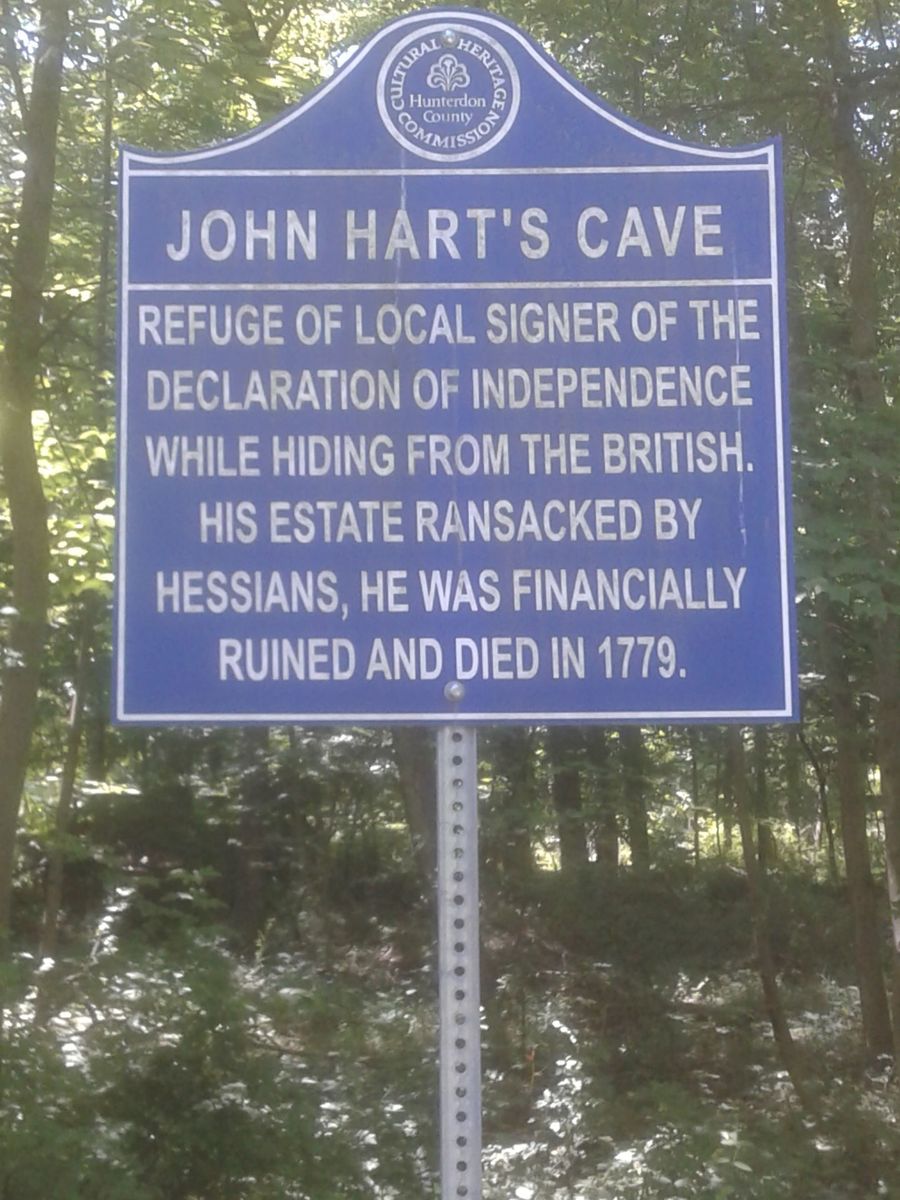 CULTURAL HERITAGE
Hunterdon
County
COMMISSION
JOHN HART'S CAVE
REFUGE OF LOCAL SIGNER OF THE
DECLARATION OF INDEPENDENCE
WHILE HIDING FROM THE BRITISH.
HIS ESTATE RANSACKED BY
HESSIANS, HE WAS FINANCIALLY
RUINED AND DIED IN 1779.